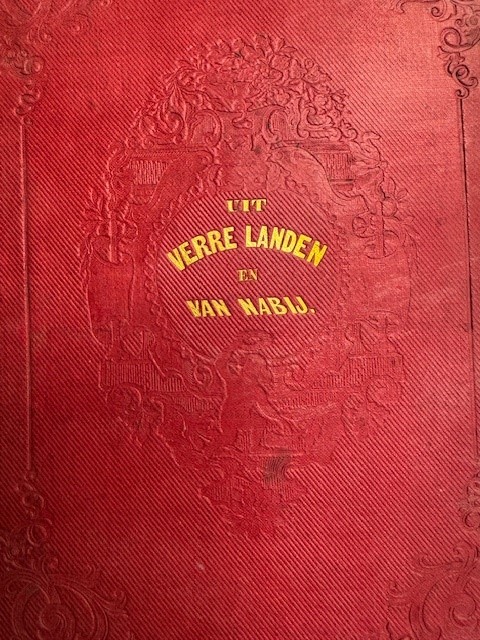 UIT
VERRE LANDEN
EN
VAN NABIJ.